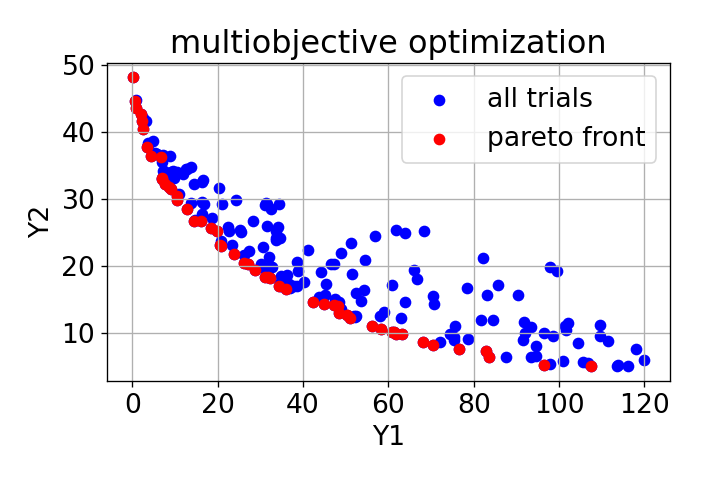 multiobjective optimization
50
40
30
20
10
Y2
all trials
pareto front
0 20 40 60 80 100 120
Y1